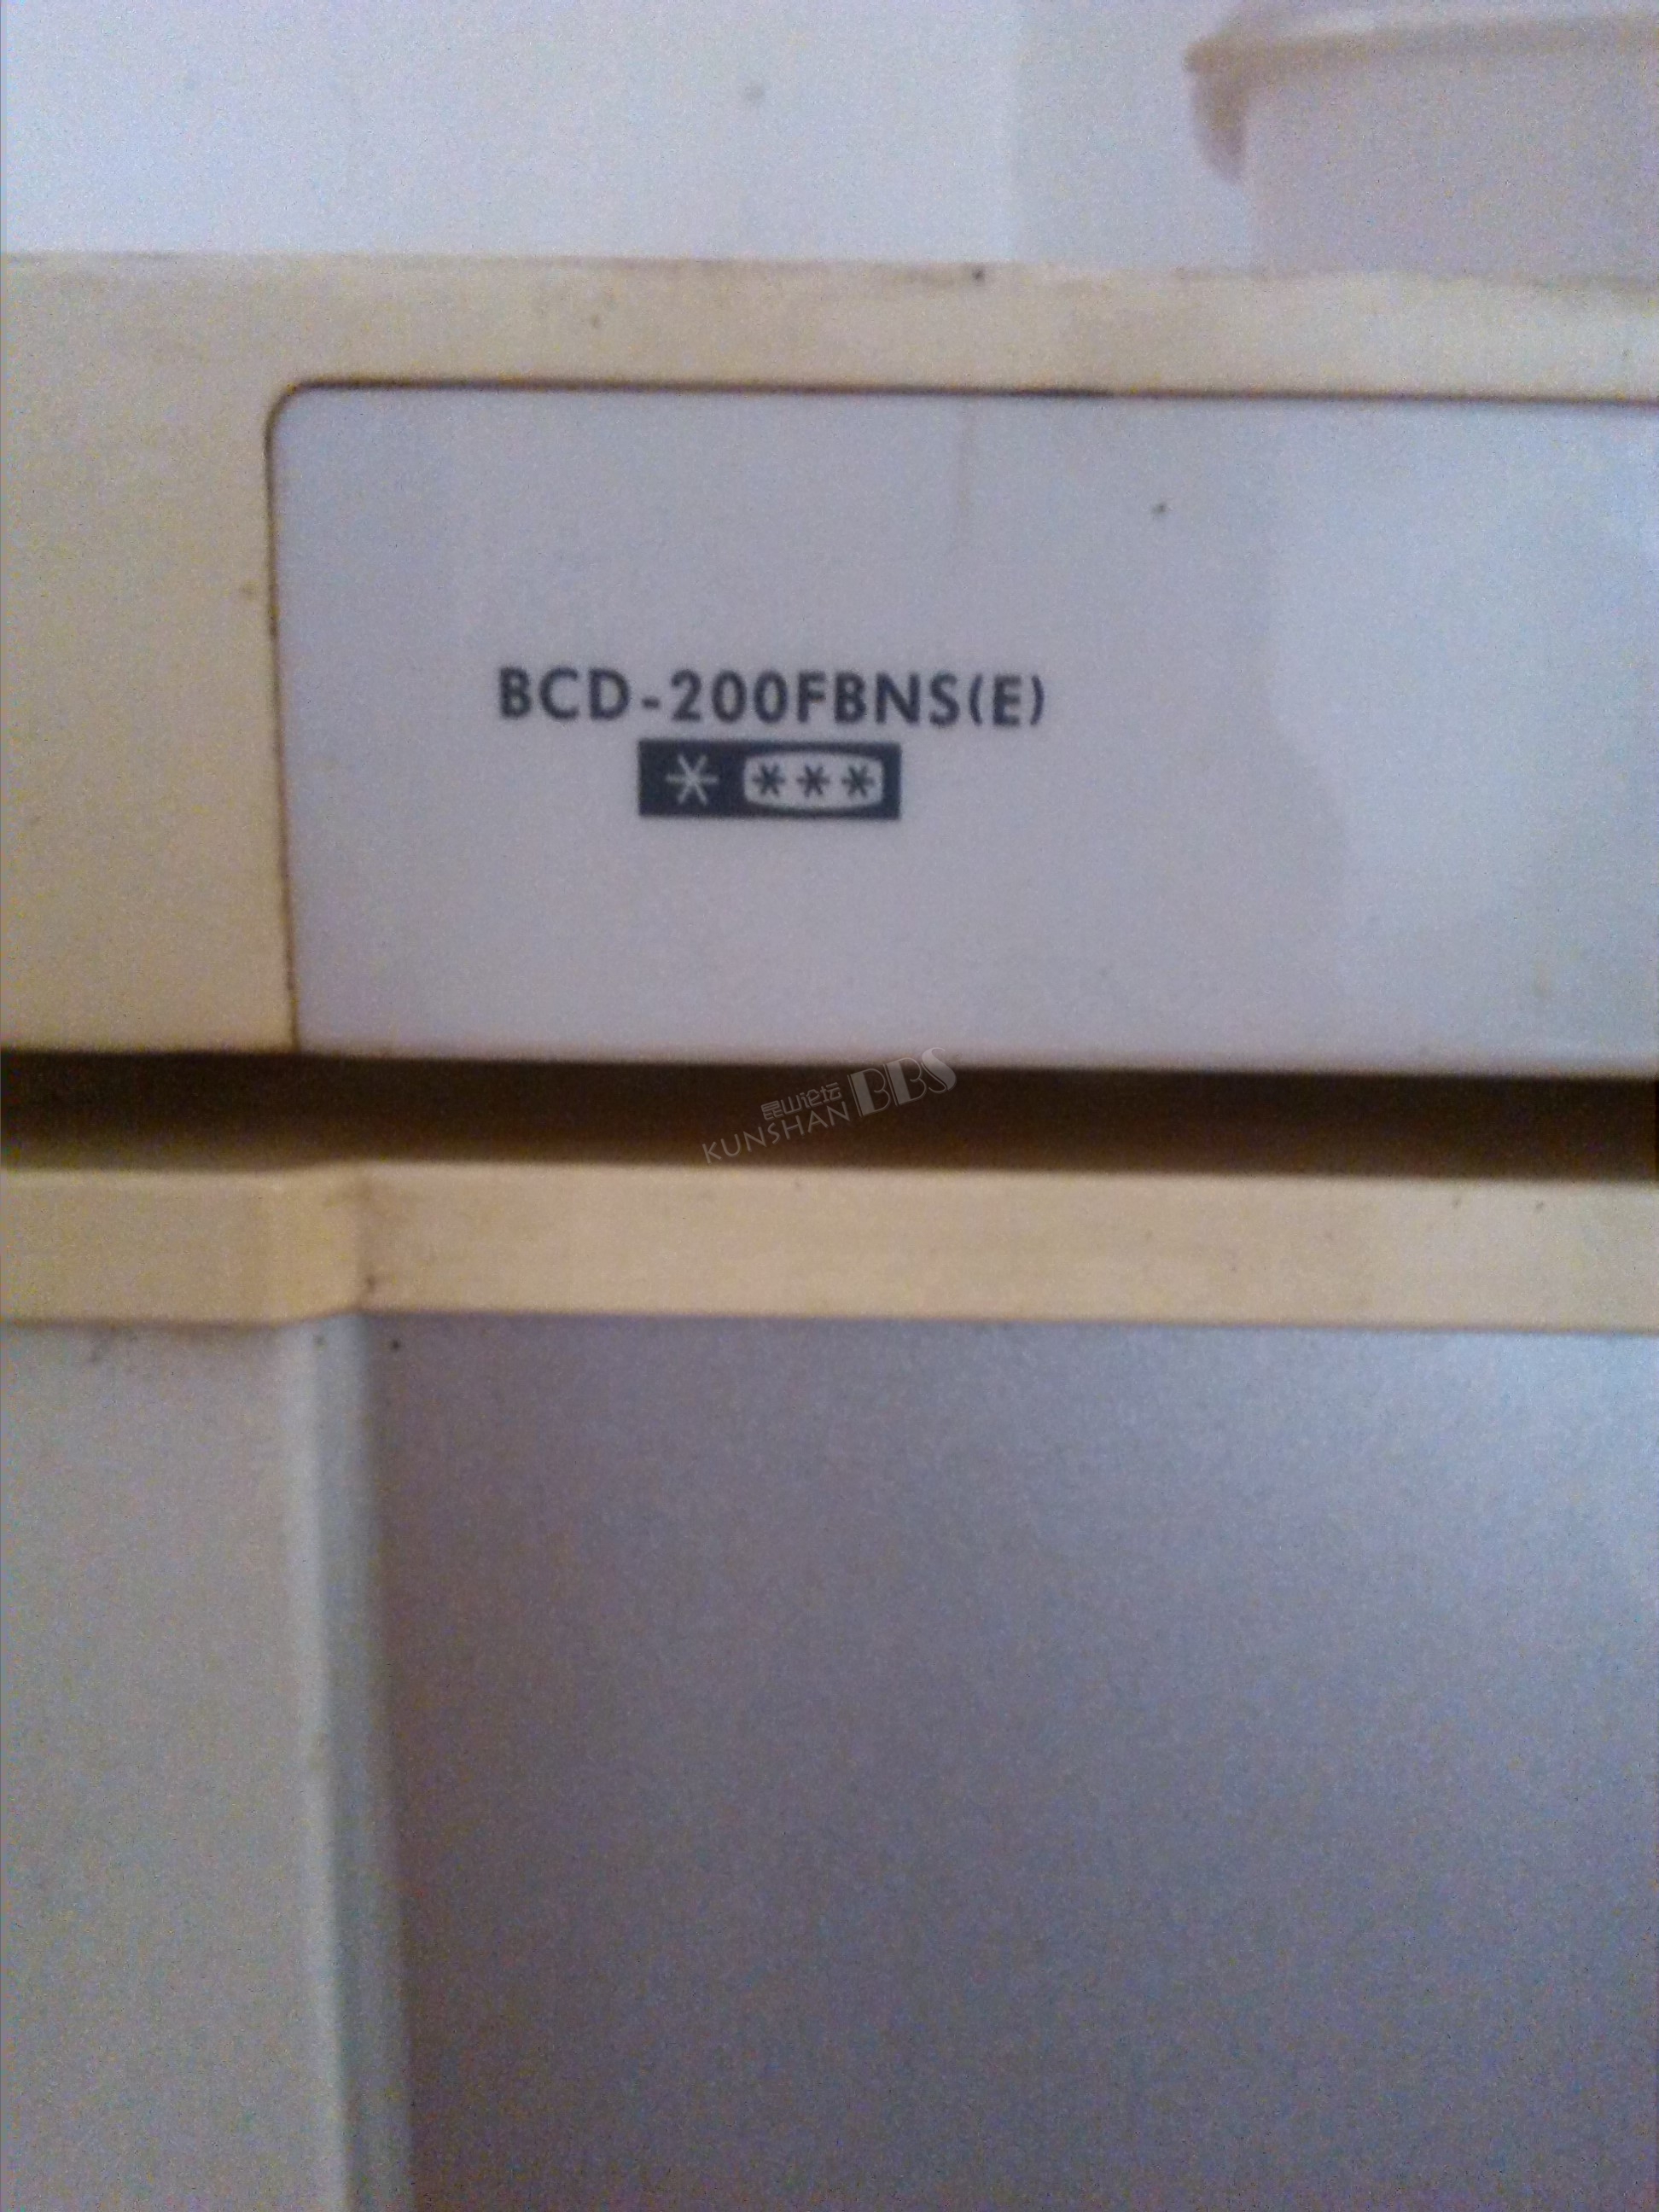 BCD-200FBNS(E)
* ***
昆山论坛
KUNSHAN BBS